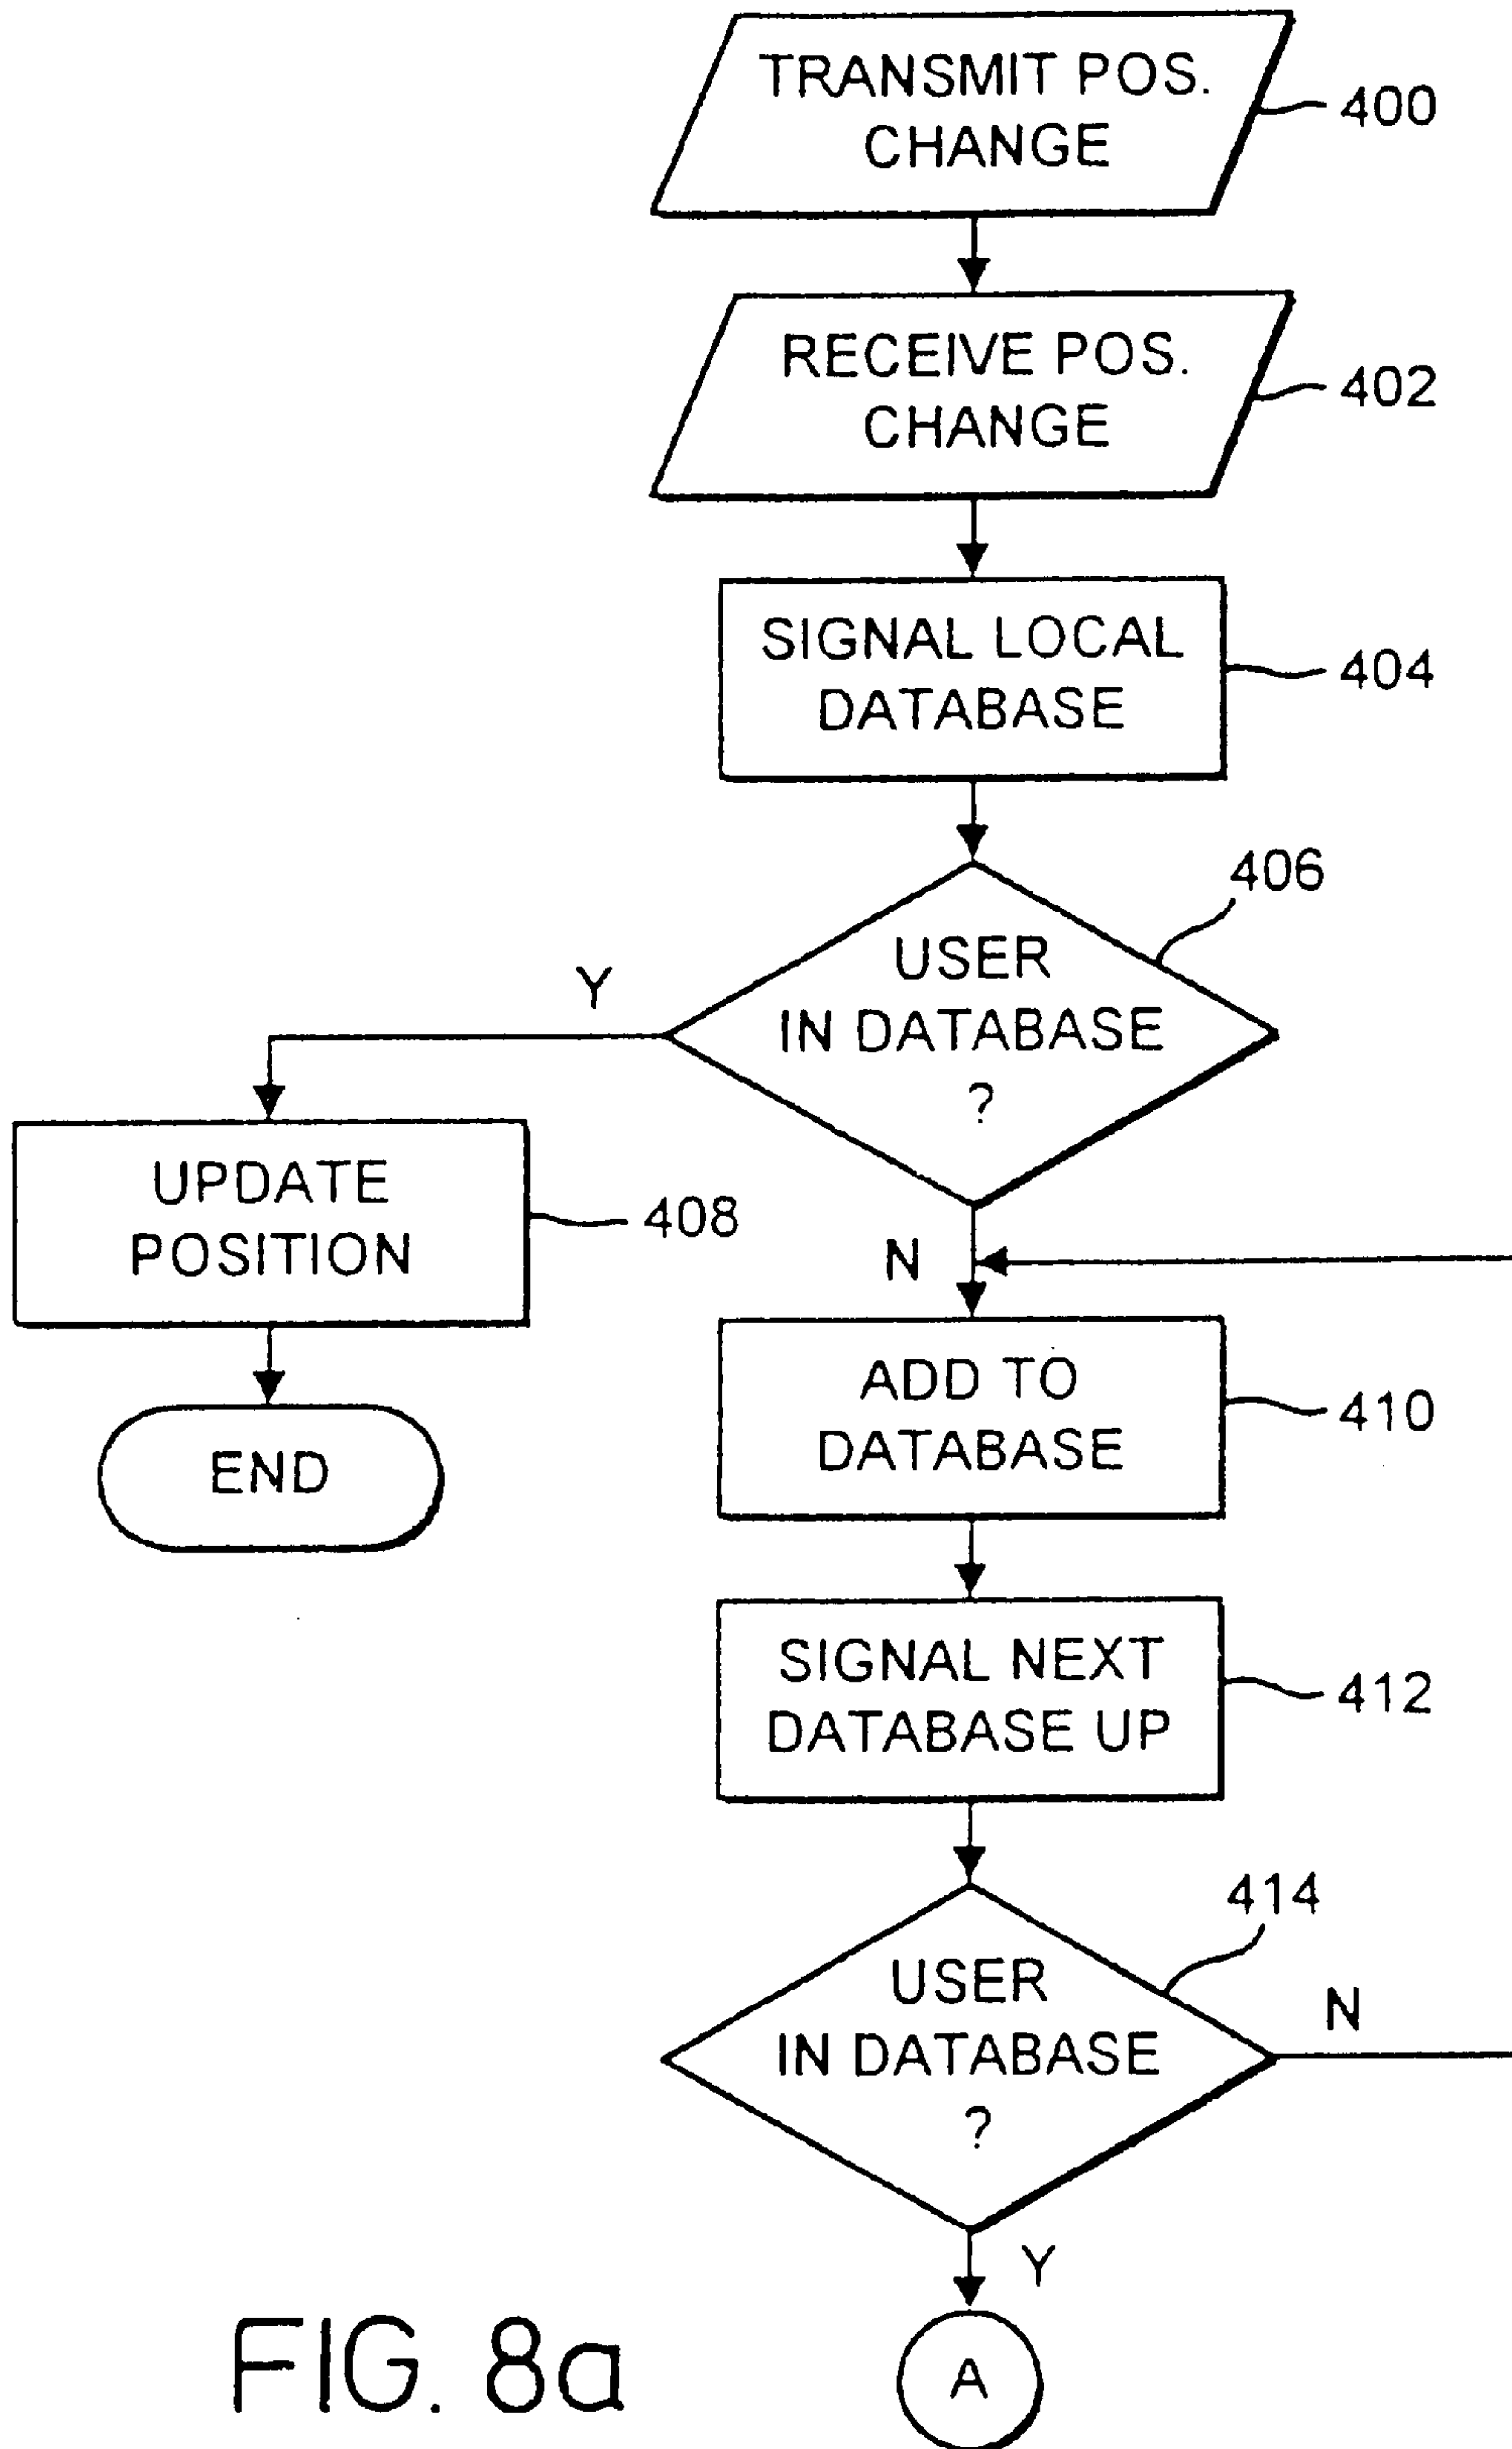 TRANSMIT POS.
CHANGE
400
RECEIVE POS.
CHANGE
402
SIGNAL LOCAL
DATABASE
404
406
USER
IN DATABASE
?
Y
UPDATE
POSITION
408
N
END
ADD TO
DATABASE
410
SIGNAL NEXT
DATABASE UP
412
414
USER
IN DATABASE
?
N
Y
A
FIG. 8a